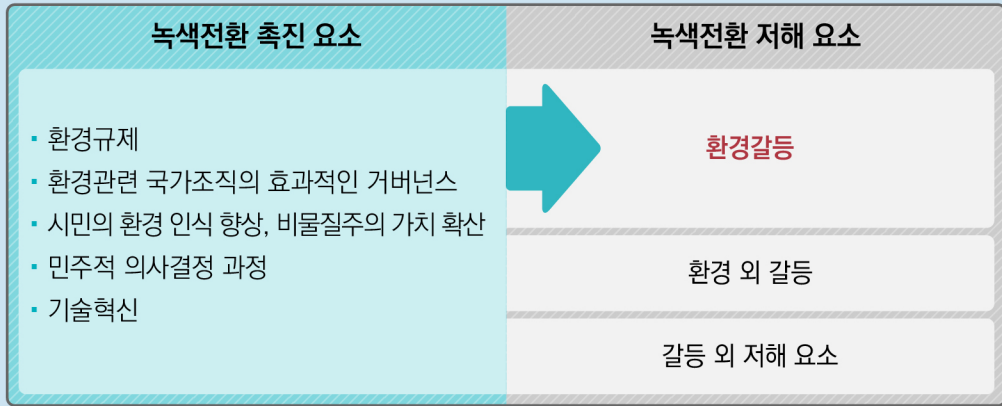 녹색전환 촉진 요소
· 환경규제
· 환경관련 국가조직의 효과적인 거버넌스
· 시민의 환경 인식 향상, 비물질주의 가치 확산
· 민주적 의사결정 과정
· 기술혁신
녹색전환 저해 요소
환경갈등
환경 외 갈등
갈등 외 저해 요소